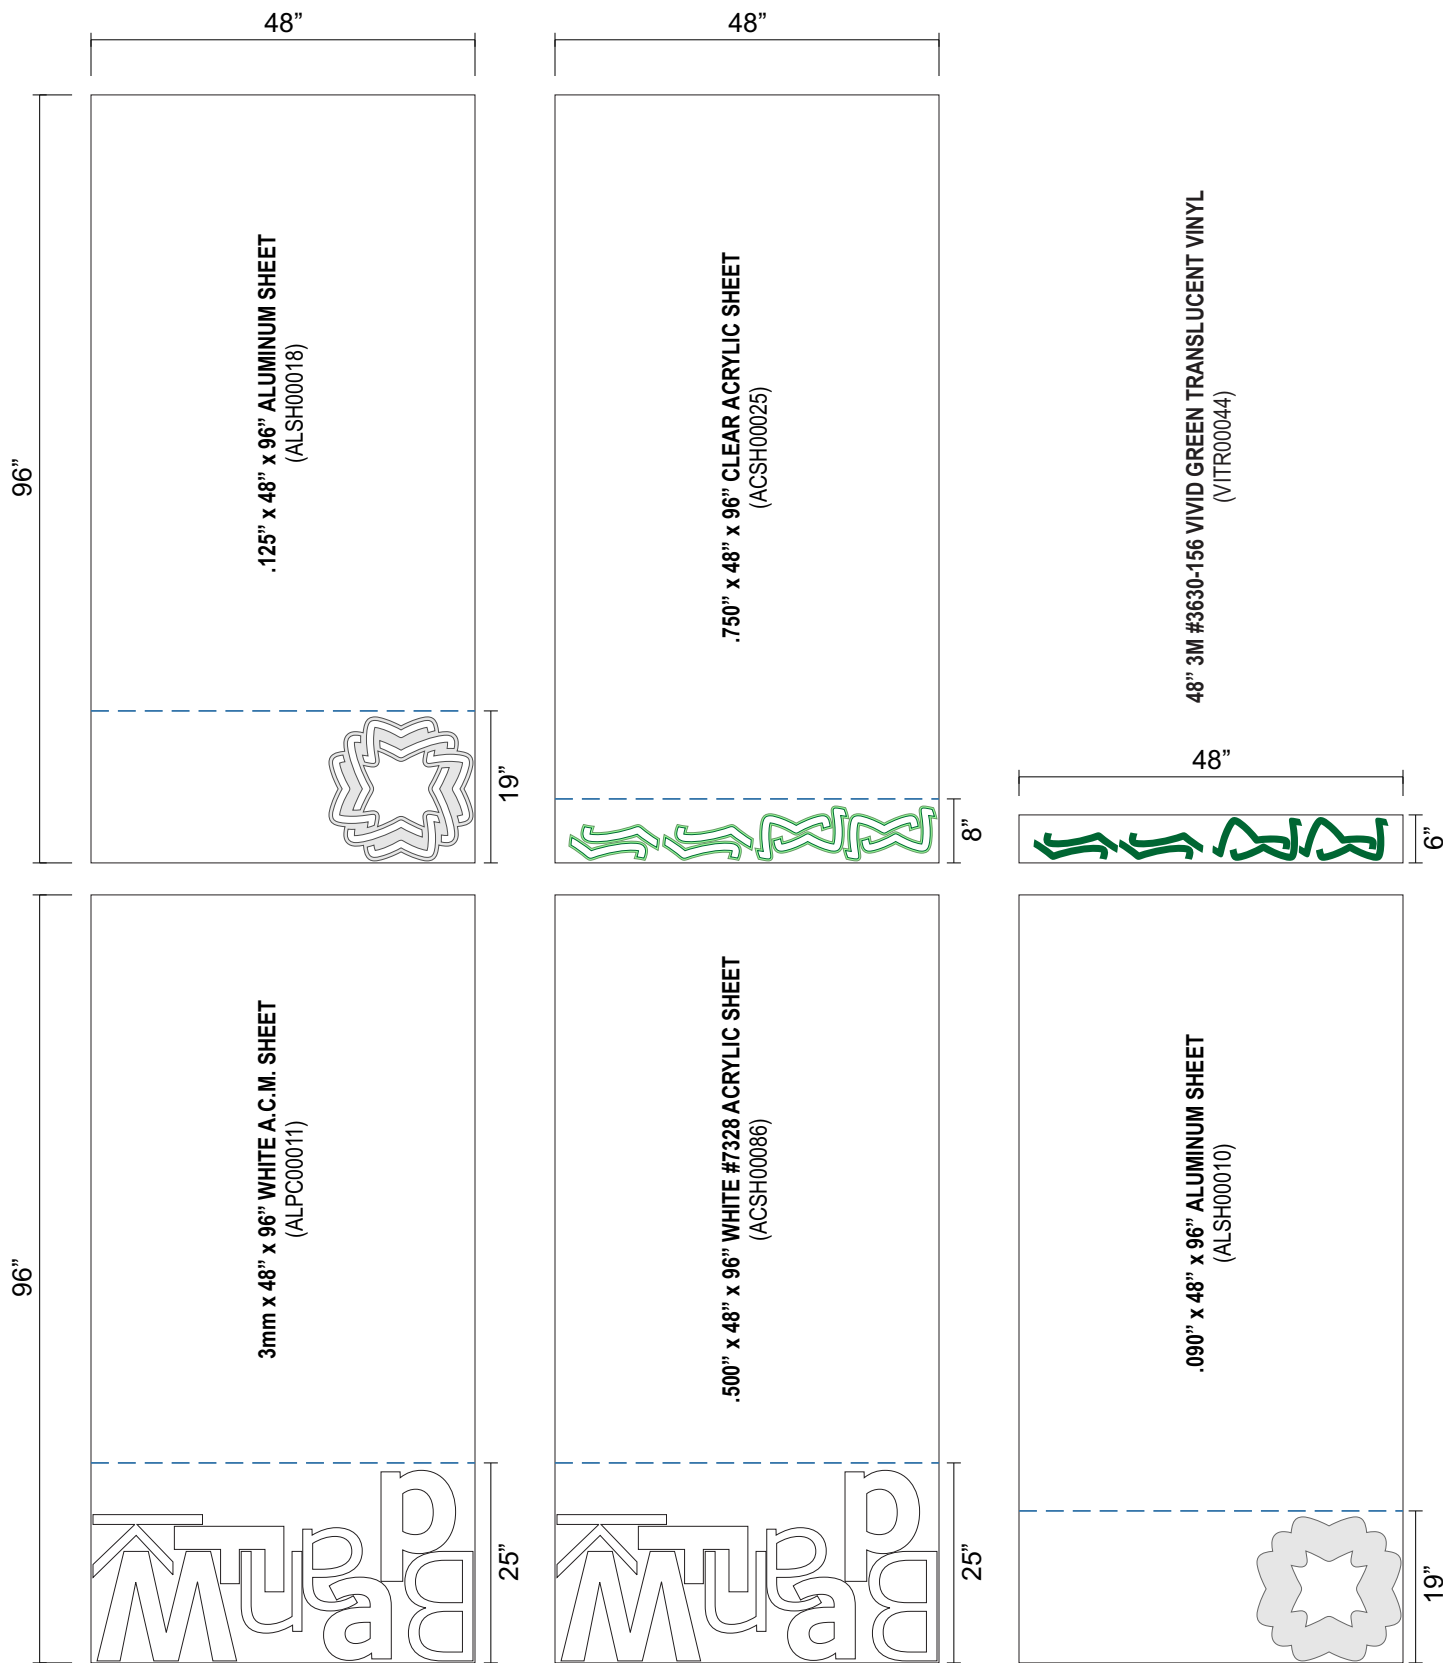 48”
48”
96”
.125” x 48” x 96” ALUMINUM SHEET
(ALSH00018)
19”
.750” x 48” x 96” CLEAR ACRYLIC SHEET
(ACSH00025)
8”
48” 3M #3630-156 VIVID GREEN TRANSLUCENT VINYL
(VITR00044)
48”
6”
96”
3mm x 48” x 96” WHITE A.C.M. SHEET
(ALPC00011)
25”
.500” x 48” x 96” WHITE #7328 ACRYLIC SHEET
(ACSH00086)
25”
.090” x 48” x 96” ALUMINUM SHEET
(ALSH00010)
19”